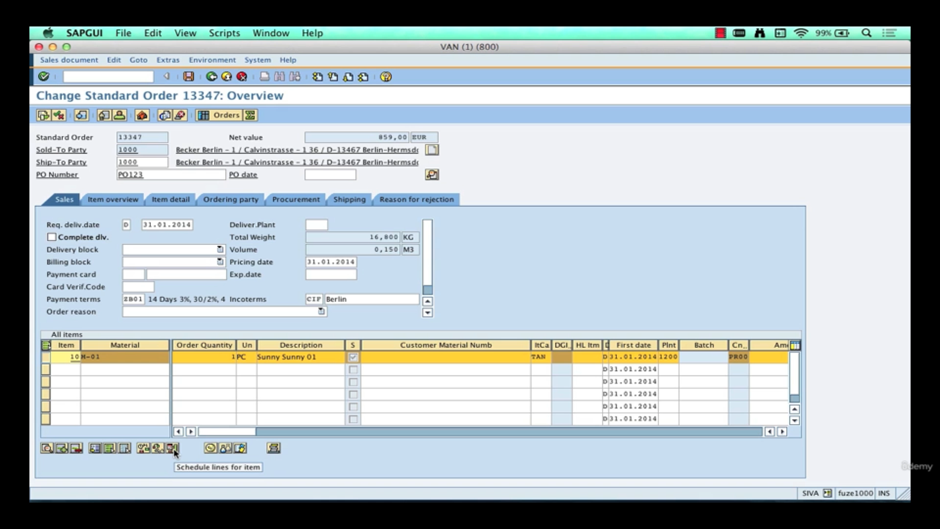 SAPGUI File Edit View Scripts Window Help 99%
VAN (1) (800)
Sales document Edit Goto Extras Environment System Help
Change Standard Order 13347: Overview
Orders
Standard Order 13347 Net value 859,00 EUR
Sold-To Party 1000 Becker Berlin - 1 / Calvinstrasse - 1 36 / D-13467 Berlin-Hermsdo
Ship-To Party 1000 Becker Berlin - 1 / Calvinstrasse - 1 36 / D-13467 Berlin-Hermsdo
PO Number PO123 PO date
Sales Item overview Item detail Ordering party Procurement Shipping Reason for rejection
Req. deliv.date D 31.01.2014 Deliver.Plant
Complete dlv. Total Weight 16,800 KG
Delivery block Volume 0,150 M3
Billing block Pricing date 31.01.2014
Payment card Exp.date
Card Verif.Code
Payment terms ZB01 14 Days 3%, 30/2%, 4 Incoterms CIF Berlin
Order reason
All items
Item Material Order Quantity Un Description S Customer Material Numb ItCa DGI HL Itm D First date Plnt Batch Cn.. Am
10 M-01 1 PC Sunny Sunny 01 TAN D 31.01.2014 1200 PR00
D 31.01.2014
D 31.01.2014
D 31.01.2014
D 31.01.2014
D 31.01.2014
Schedule lines for item
SIVA fuze1000 INS
ûdemy